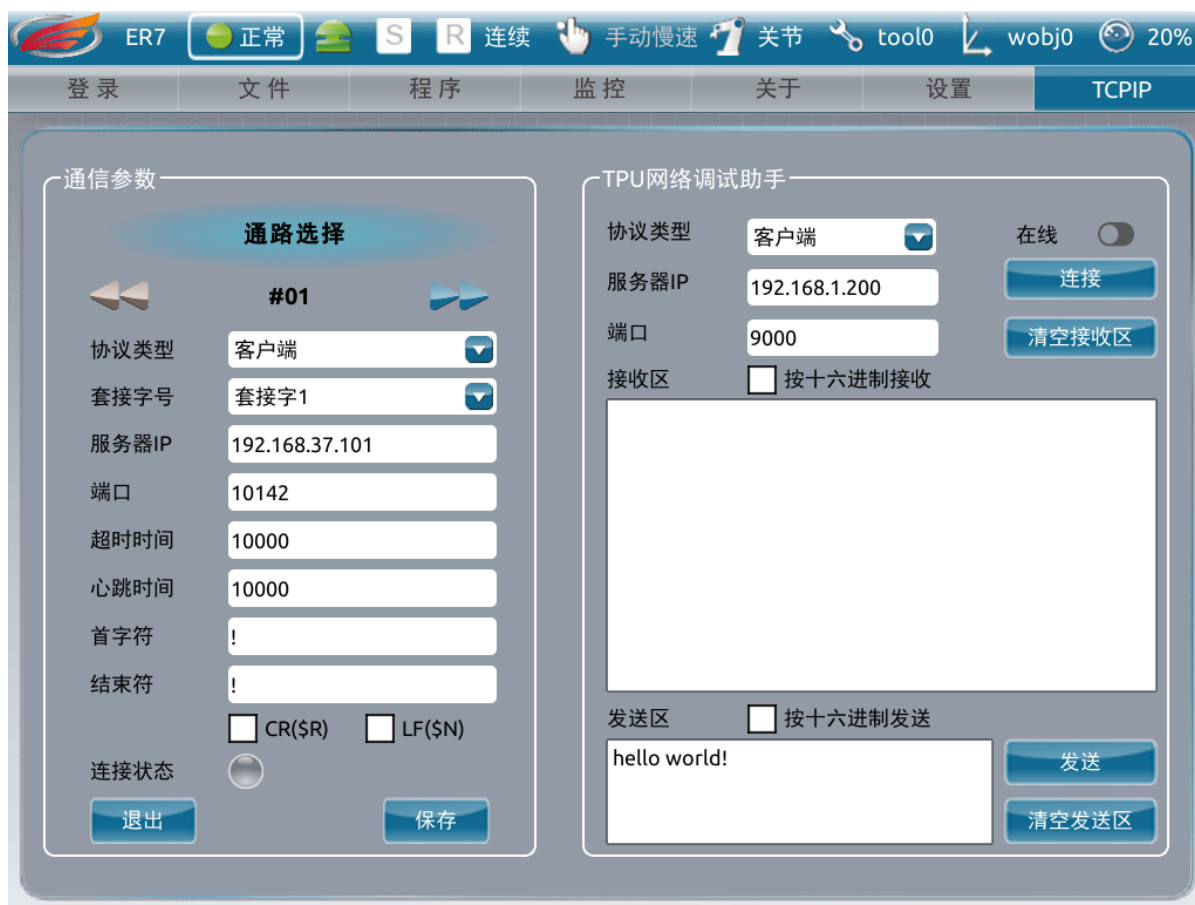 ER7 正常 S R 连续 手动慢速 关节 tool0 wobj0 20%
登录 文件 程序 监控 关于 设置 TCPIP
通信参数
通路选择
#01
协议类型 客户端
套接字号 套接字1
服务器IP 192.168.37.101
端口 10142
超时时间 10000
心跳时间 10000
首字符 !
结束符 !
CR($R) LF($N)
连接状态
退出 保存
TPU网络调试助手
协议类型 客户端 在线
服务器IP 192.168.1.200 连接
端口 9000 清空接收区
接收区 按十六进制接收
发送区 按十六进制发送
hello world! 发送
清空发送区